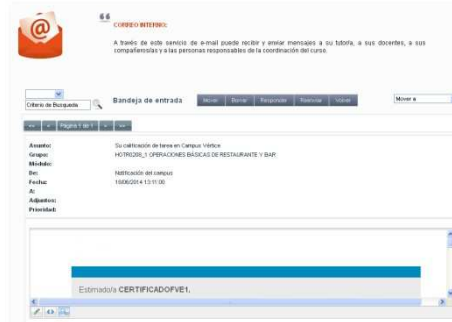 CORREO INTERNO:
A través de este servicio de e-mail puede recibir y enviar mensajes a su tutor/a, a sus docentes, a sus
compañeros/as y a las personas responsables de la coordinación del curso.
Criterio de Busqueda
Bandeja de entrada
Mover
Borrar
Responder
Reenviar
Volver
Mover a
Página 1 de 1
Asunto: Su calificación de tarea en Campus Vértice
Grupo: HOTR0208_1 OPERACIONES BÁSICAS DE RESTAURANTE Y BAR
Módulo:
De: Notificación del campus
Fecha: 18/06/2014 13:11:00
A:
Adjuntos:
Prioridad:
Estimado/a CERTIFICADOFVE1,